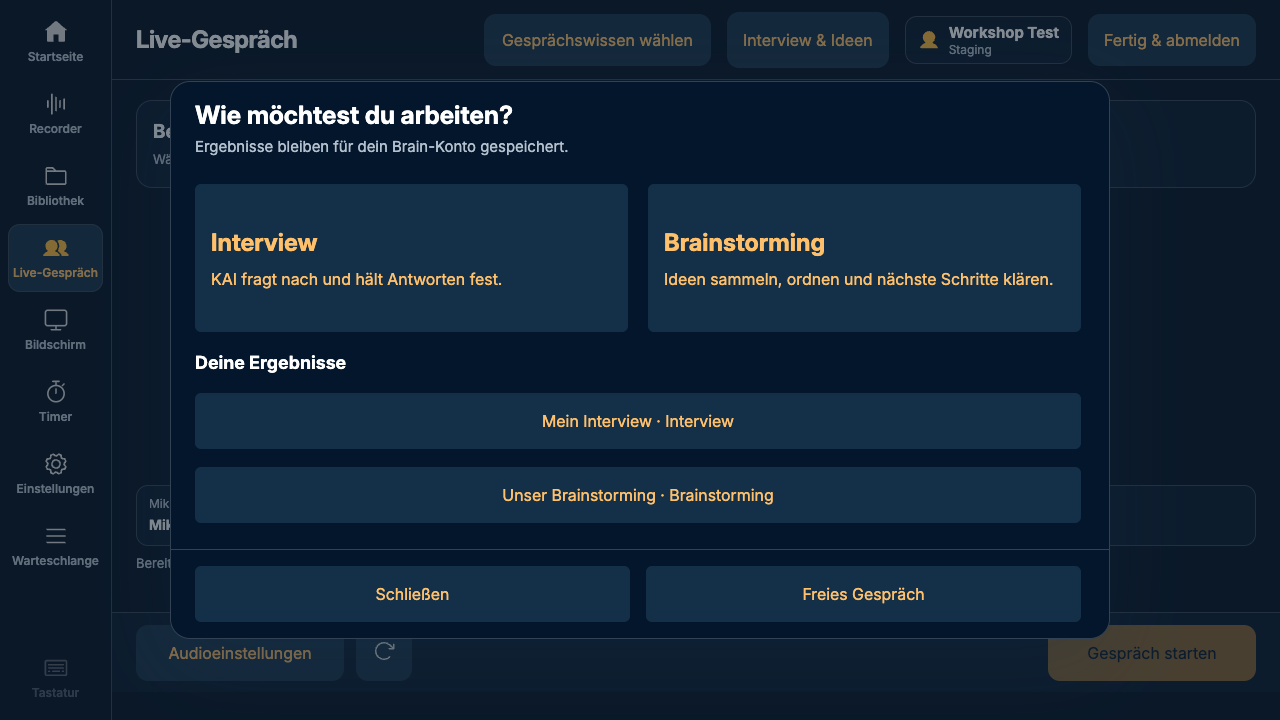 Startseite
Recorder
Bibliothek
Live-Gespräch
Bildschirm
Timer
Einstellungen
Warteschlange
Tastatur
Live-Gespräch
Gesprächswissen wählen
Interview & Ideen
Workshop Test
Staging
Fertig & abmelden
Wie möchtest du arbeiten?
Ergebnisse bleiben für dein Brain-Konto gespeichert.
Interview
KAI fragt nach und hält Antworten fest.
Brainstorming
Ideen sammeln, ordnen und nächste Schritte klären.
Deine Ergebnisse
Mein Interview · Interview
Unser Brainstorming · Brainstorming
Schließen
Freies Gespräch
Audioeinstellungen
Gespräch starten